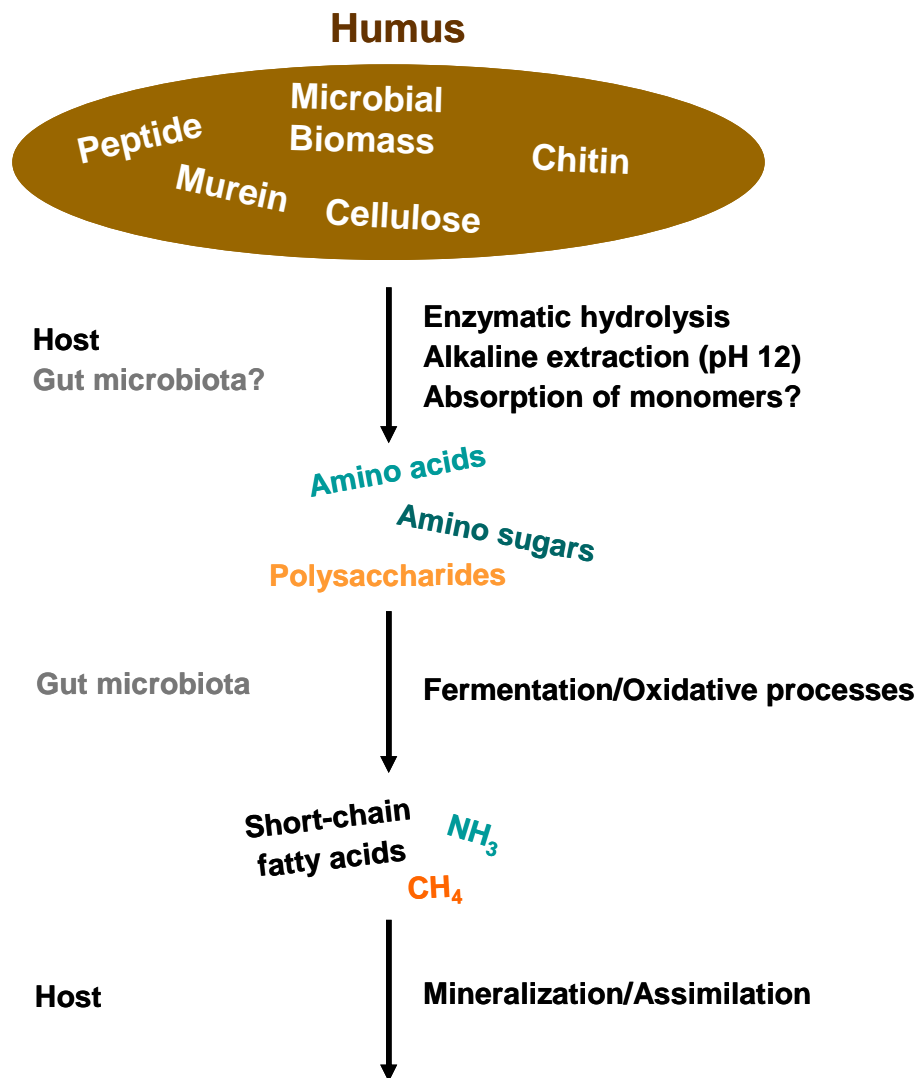 Humus
Microbial
Biomass
Peptide
Chitin
Murein
Cellulose
Host
Gut microbiota?
Enzymatic hydrolysis
Alkaline extraction (pH 12)
Absorption of monomers?
Amino acids
Amino sugars
Polysaccharides
Gut microbiota
Fermentation/Oxidative processes
Short-chain
fatty acids
NH₃
CH₄
Host
Mineralization/Assimilation